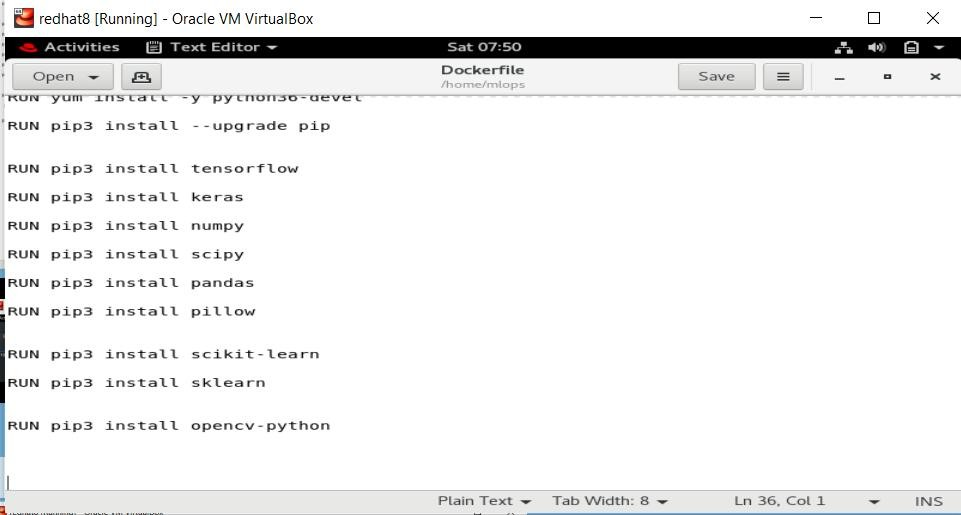 redhat8 [Running] - Oracle VM VirtualBox
Activities Text Editor Sat 07:50
Open Dockerfile Save
/home/mlops
RUN yum install -y python36-devel
RUN pip3 install --upgrade pip
RUN pip3 install tensorflow
RUN pip3 install keras
RUN pip3 install numpy
RUN pip3 install scipy
RUN pip3 install pandas
RUN pip3 install pillow
RUN pip3 install scikit-learn
RUN pip3 install sklearn
RUN pip3 install opencv-python
Plain Text Tab Width: 8 Ln 36, Col 1 INS